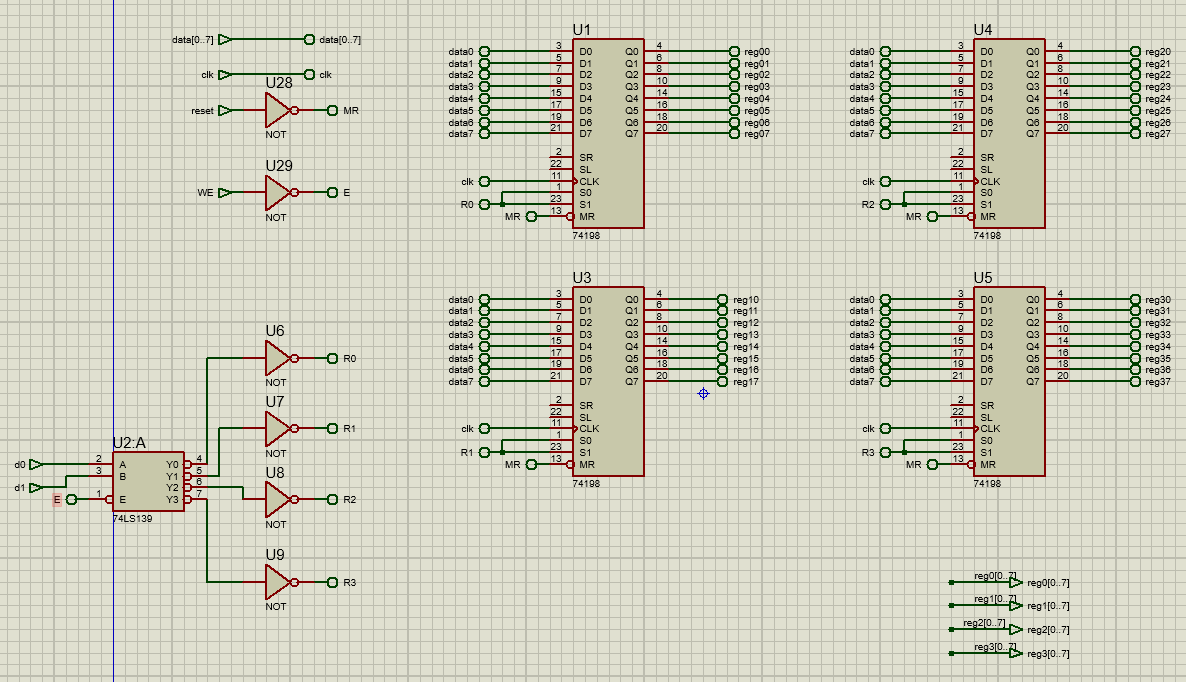 data[0..7] data[0..7]
clk clk
U28
reset MR
NOT
U29
WE E
NOT
U1
data0 3 D0 Q0 4 reg00
data1 5 D1 Q1 6 reg01
data2 7 D2 Q2 8 reg02
data3 9 D3 Q3 10 reg03
data4 15 D4 Q4 14 reg04
data5 17 D5 Q5 16 reg05
data6 19 D6 Q6 18 reg06
data7 21 D7 Q7 20 reg07
2 SR
22 SL
clk 11 CLK
1 S0
R0 23 S1
MR 13 MR
74198
U4
data0 3 D0 Q0 4 reg20
data1 5 D1 Q1 6 reg21
data2 7 D2 Q2 8 reg22
data3 9 D3 Q3 10 reg23
data4 15 D4 Q4 14 reg24
data5 17 D5 Q5 16 reg25
data6 19 D6 Q6 18 reg26
data7 21 D7 Q7 20 reg27
2 SR
22 SL
clk 11 CLK
1 S0
R2 23 S1
MR 13 MR
74198
U3
data0 3 D0 Q0 4 reg10
data1 5 D1 Q1 6 reg11
data2 7 D2 Q2 8 reg12
data3 9 D3 Q3 10 reg13
data4 15 D4 Q4 14 reg14
data5 17 D5 Q5 16 reg15
data6 19 D6 Q6 18 reg16
data7 21 D7 Q7 20 reg17
2 SR
22 SL
clk 11 CLK
1 S0
R1 23 S1
MR 13 MR
74198
U5
data0 3 D0 Q0 4 reg30
data1 5 D1 Q1 6 reg31
data2 7 D2 Q2 8 reg32
data3 9 D3 Q3 10 reg33
data4 15 D4 Q4 14 reg34
data5 17 D5 Q5 16 reg35
data6 19 D6 Q6 18 reg36
data7 21 D7 Q7 20 reg37
2 SR
22 SL
clk 11 CLK
1 S0
R3 23 S1
MR 13 MR
74198
U6
R0
NOT
U7
R1
NOT
U2:A
d0 2 A Y0 4
d1 3 B Y1 5
Y2 6
E 1 E Y3 7
74LS139
U8
R2
NOT
U9
R3
NOT
reg0[0..7] reg0[0..7]
reg1[0..7] reg1[0..7]
reg2[0..7] reg2[0..7]
reg3[0..7] reg3[0..7]